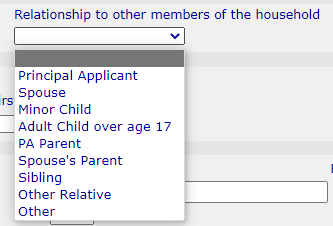 Relationship to other members of the household
Principal Applicant
Spouse
Minor Child
Adult Child over age 17
PA Parent
Spouse's Parent
Sibling
Other Relative
Other